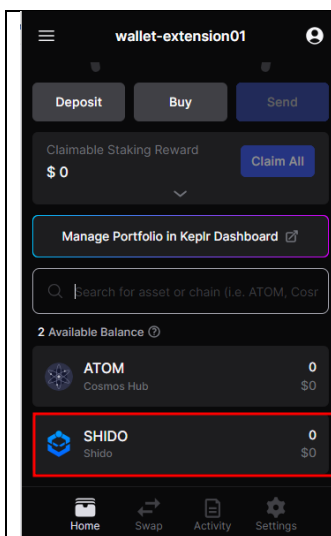 wallet-extension01
Deposit
Buy
Send
Claimable Staking Reward
$ 0
Claim All
Manage Portfolio in Keplr Dashboard
Search for asset or chain (i.e. ATOM, Cosr
2 Available Balance
ATOM 0
Cosmos Hub $0
SHIDO 0
Shido $0
Home Swap Activity Settings